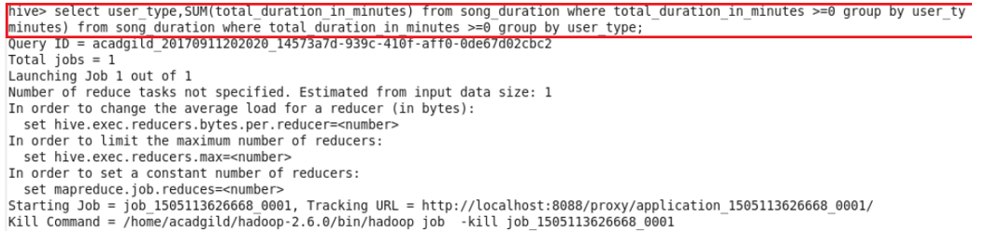 hive> select user_type,SUM(total_duration_in_minutes) from song_duration where total_duration_in_minutes >=0 group by user_ty
minutes) from song_duration where total_duration_in_minutes >=0 group by user_type;
Query ID = acadgild_20170911202020_14573a7d-939c-410f-aff0-0de67d02cbc2
Total jobs = 1
Launching Job 1 out of 1
Number of reduce tasks not specified. Estimated from input data size: 1
In order to change the average load for a reducer (in bytes):
  set hive.exec.reducers.bytes.per.reducer=<number>
In order to limit the maximum number of reducers:
  set hive.exec.reducers.max=<number>
In order to set a constant number of reducers:
  set mapreduce.job.reduces=<number>
Starting Job = job_1505113626668_0001, Tracking URL = http://localhost:8088/proxy/application_1505113626668_0001/
Kill Command = /home/acadgild/hadoop-2.6.0/bin/hadoop job  -kill job_1505113626668_0001